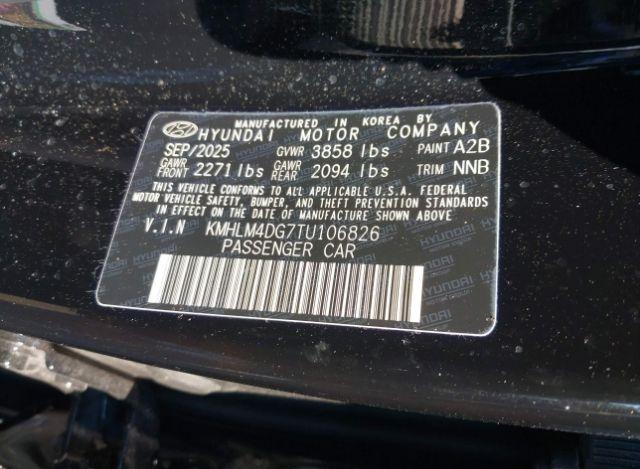 MANUFACTURED IN KOREA BY
HYUNDAI MOTOR COMPANY
SEP/2025 GVWR 3858 lbs PAINT A2B
GAWR FRONT 2271 lbs GAWR REAR 2094 lbs TRIM NNB
THIS VEHICLE CONFORMS TO ALL APPLICABLE U.S.A. FEDERAL
MOTOR VEHICLE SAFETY, BUMPER, AND THEFT PREVENTION STANDARDS
IN EFFECT ON THE DATE OF MANUFACTURE SHOWN ABOVE
V.I.N KMHLM4DG7TU106826
PASSENGER CAR